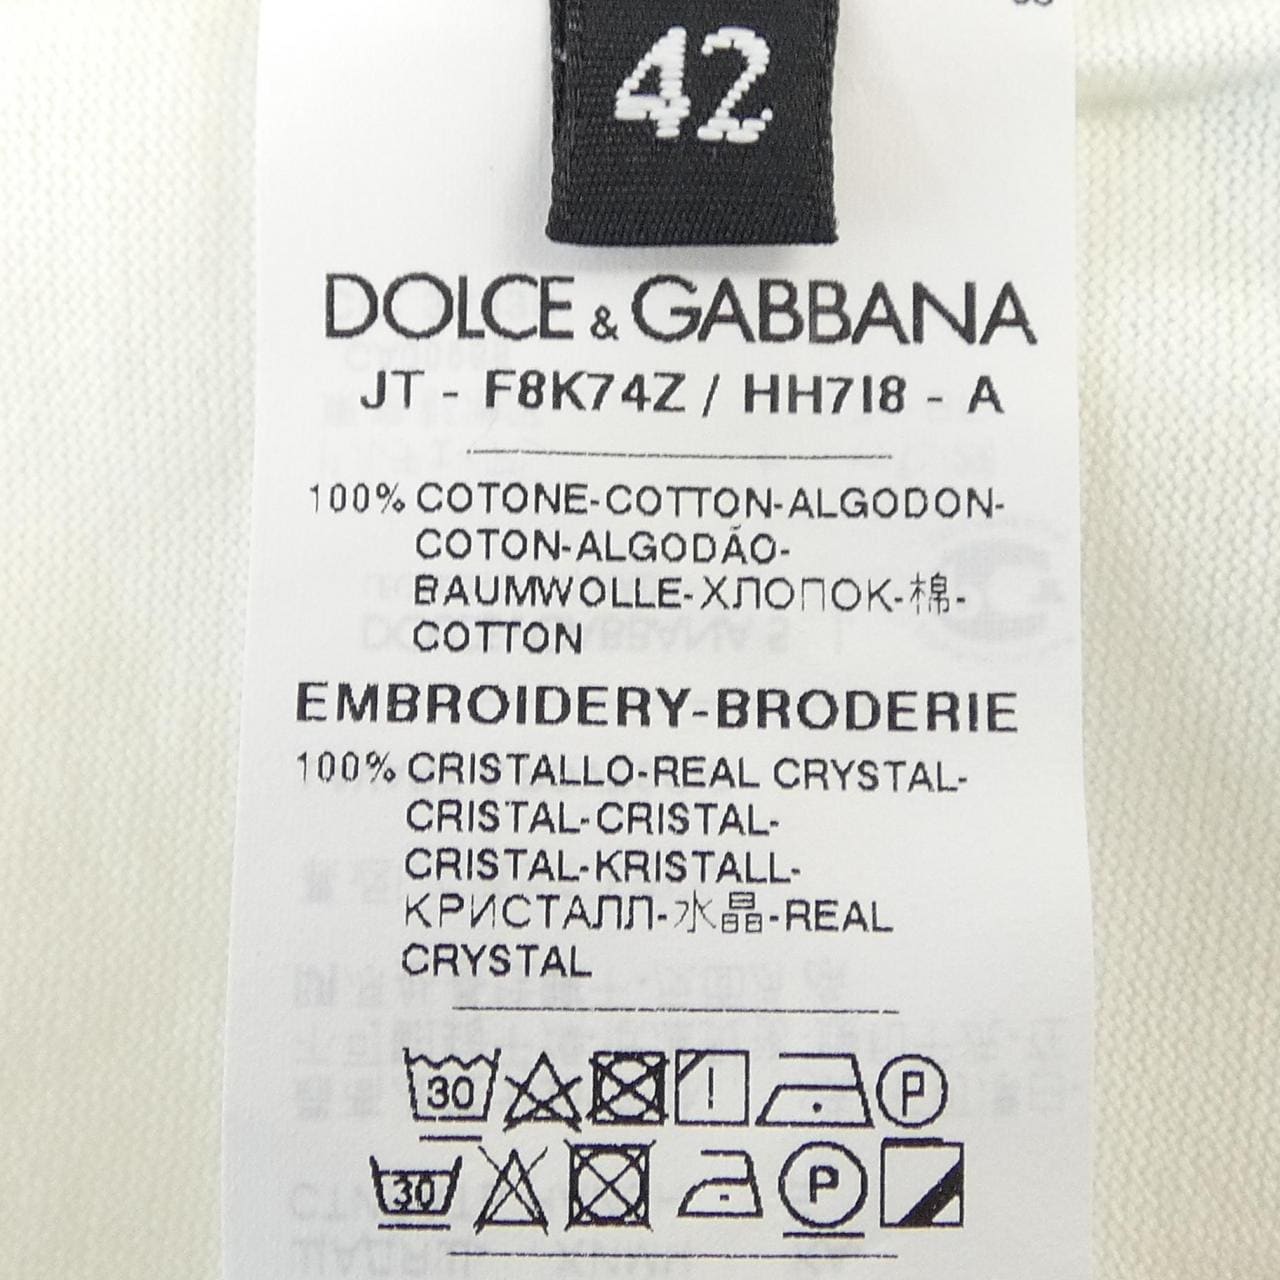 42
DOLCE & GABBANA
JT - F8K74Z / HH7I8 - A
100% COTONE-COTTON-ALGODON-
COTON-ALGODÃO-
BAUMWOLLE-ХЛОПОК-棉-
COTTON
EMBROIDERY-BRODERIE
100% CRISTALLO-REAL CRYSTAL-
CRISTAL-CRISTAL-
CRISTAL-KRISTALL-
КРИСТАЛЛ-水晶-REAL
CRYSTAL
30 P
30 P